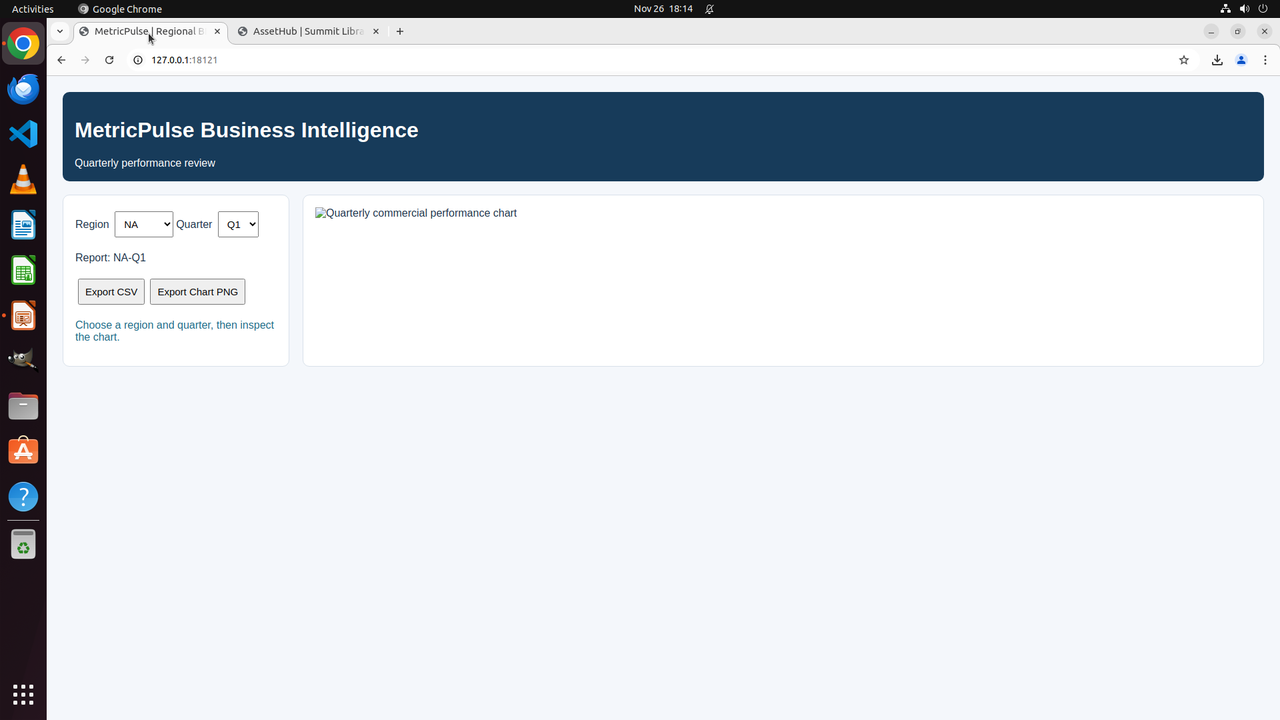 Activities
Google Chrome
Nov 26 18:14
MetricPulse | Regional B
AssetHub | Summit Libra
127.0.0.1:18121
MetricPulse Business Intelligence
Quarterly performance review
Region NA Quarter Q1
Report: NA-Q1
Export CSV Export Chart PNG
Choose a region and quarter, then inspect
the chart.
Quarterly commercial performance chart